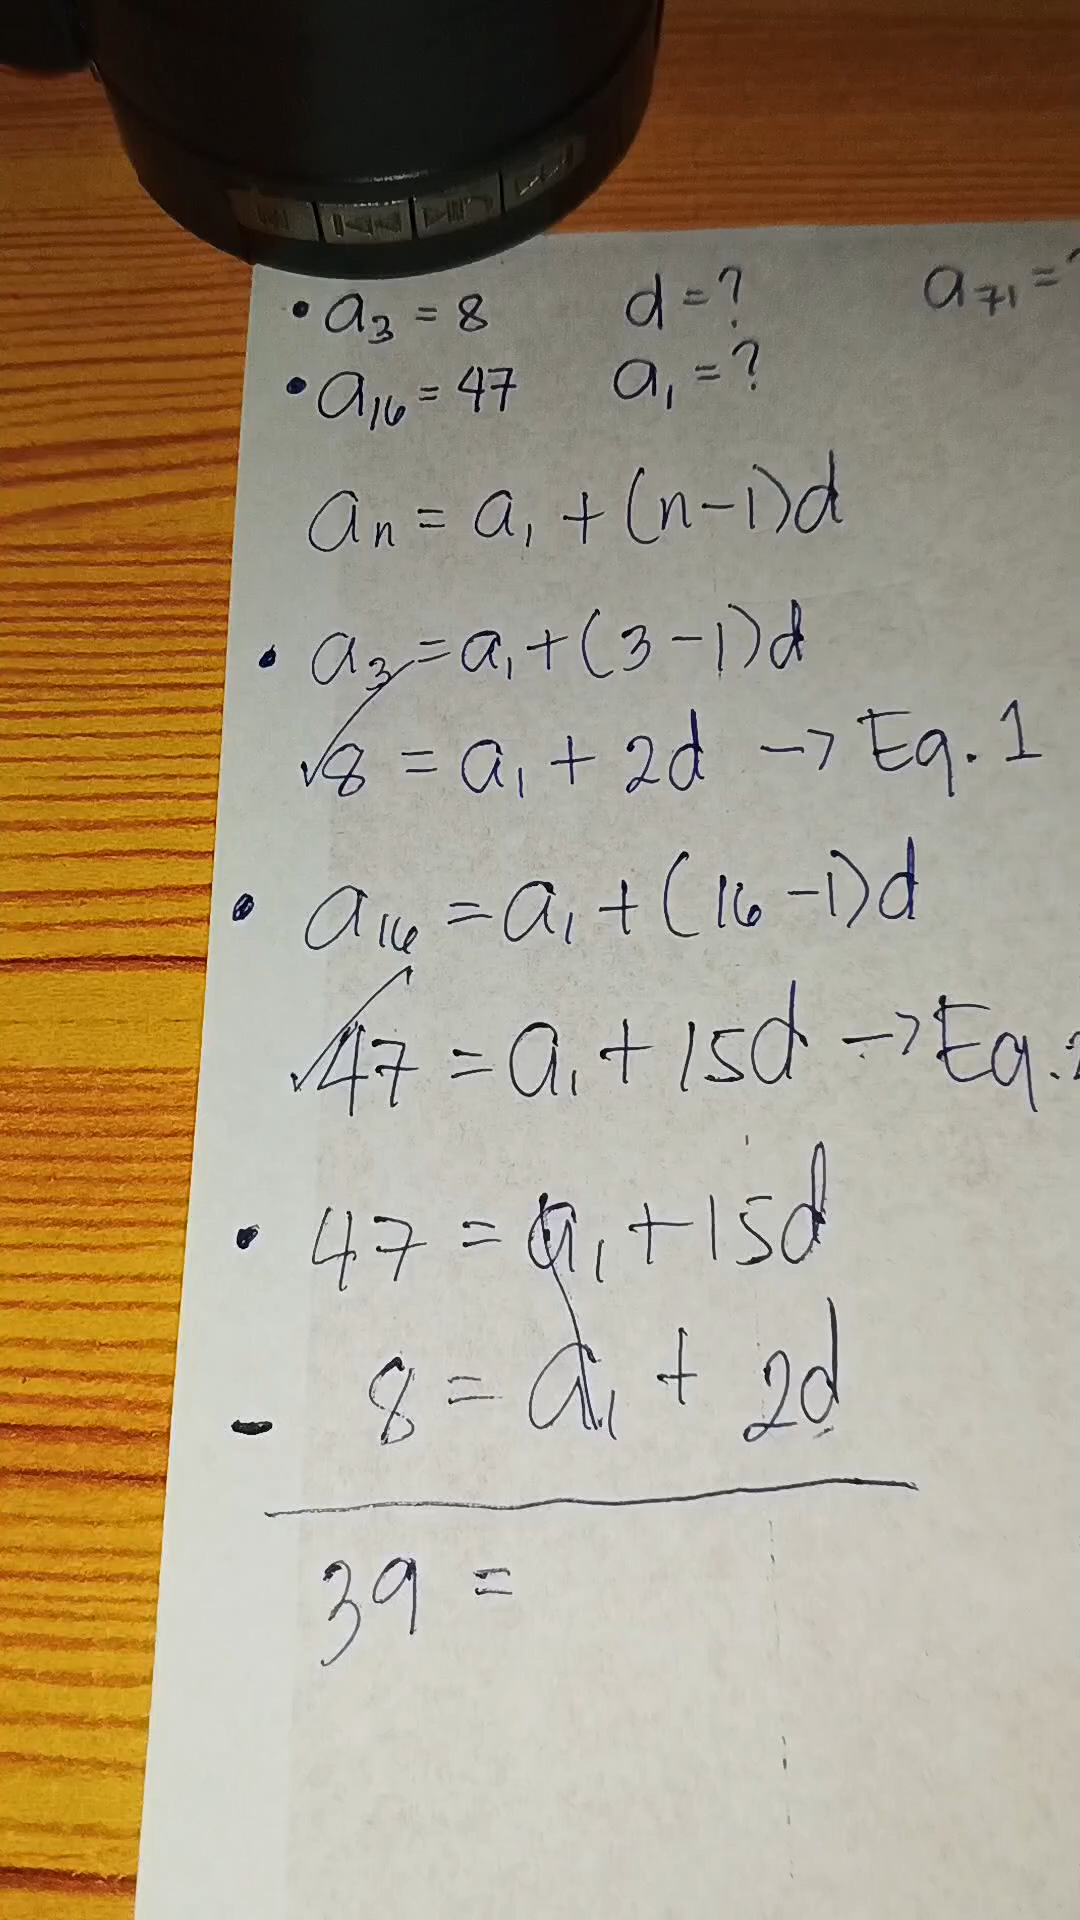 • a₃ = 8 d = ? a₇₁ = ?
• a₁₆ = 47 a₁ = ?
aₙ = a₁ + (n-1)d
• a₃ = a₁ + (3-1)d
8 = a₁ + 2d → Eq. 1
• a₁₆ = a₁ + (16-1)d
47 = a₁ + 15d → Eq. 2
• 47 = a₁ + 15d
- 8 = a₁ + 2d
39 =